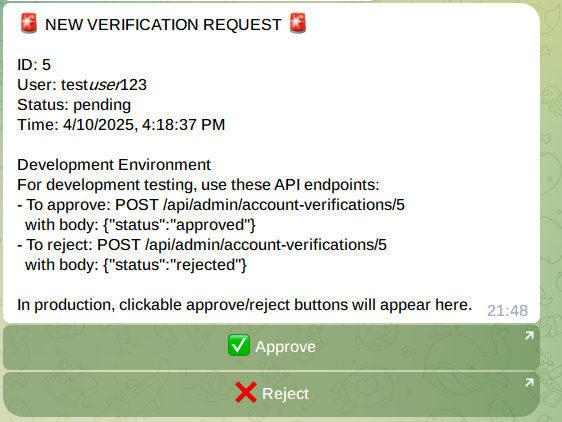 🚨 NEW VERIFICATION REQUEST 🚨
ID: 5
User: testuser123
Status: pending
Time: 4/10/2025, 4:18:37 PM
Development Environment
For development testing, use these API endpoints:
- To approve: POST /api/admin/account-verifications/5
with body: {"status":"approved"}
- To reject: POST /api/admin/account-verifications/5
with body: {"status":"rejected"}
In production, clickable approve/reject buttons will appear here.
21:48
✅ Approve
❌ Reject